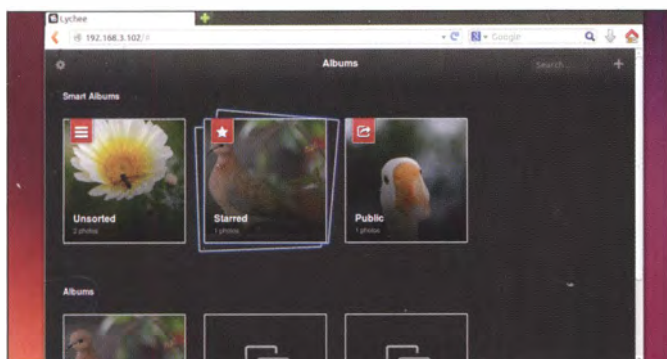 Lychee
192.168.3.102/#
Google
Albums
Search...
Smart Albums
Unsorted
2 photos
Starred
1 photos
Public
1 photos
Albums